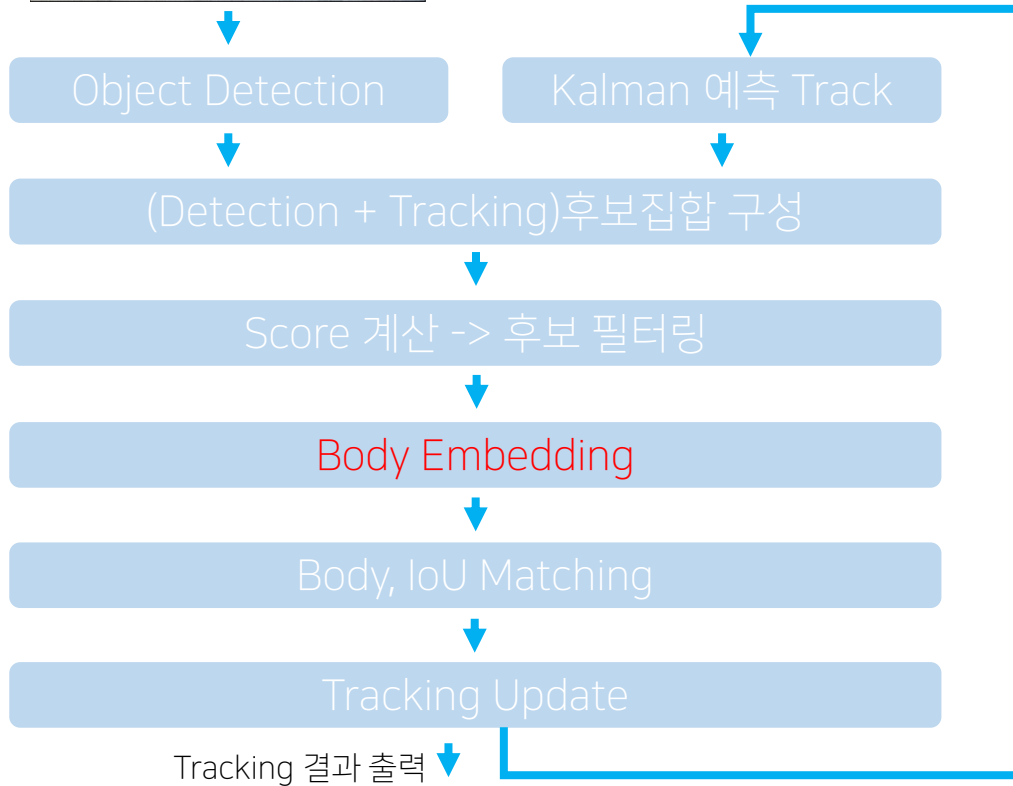 Object Detection
Kalman 예측 Track
(Detection + Tracking)후보집합 구성
Score 계산 -> 후보 필터링
Body Embedding
Body, IoU Matching
Tracking Update
Tracking 결과 출력